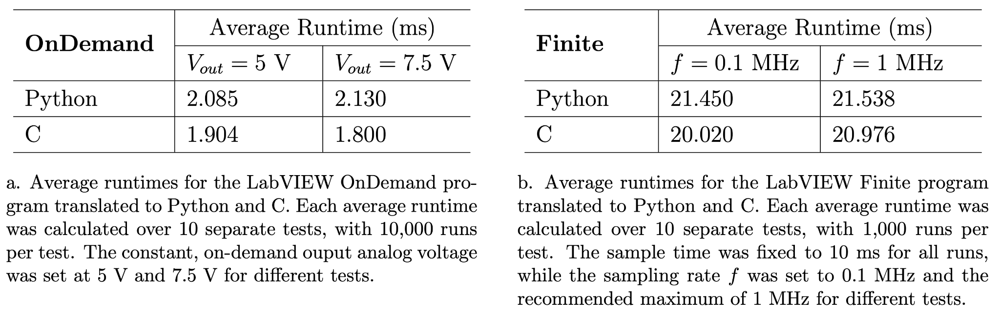 OnDemand
Average Runtime (ms)
V_out = 5 V
V_out = 7.5 V
Python 2.085 2.130
C 1.904 1.800
a. Average runtimes for the LabVIEW OnDemand pro-
gram translated to Python and C. Each average runtime
was calculated over 10 separate tests, with 10,000 runs
per test. The constant, on-demand ouput analog voltage
was set at 5 V and 7.5 V for different tests.
Finite
Average Runtime (ms)
f = 0.1 MHz
f = 1 MHz
Python 21.450 21.538
C 20.020 20.976
b. Average runtimes for the LabVIEW Finite program
translated to Python and C. Each average runtime was
calculated over 10 separate tests, with 1,000 runs per
test. The sample time was fixed to 10 ms for all runs,
while the sampling rate f was set to 0.1 MHz and the
recommended maximum of 1 MHz for different tests.